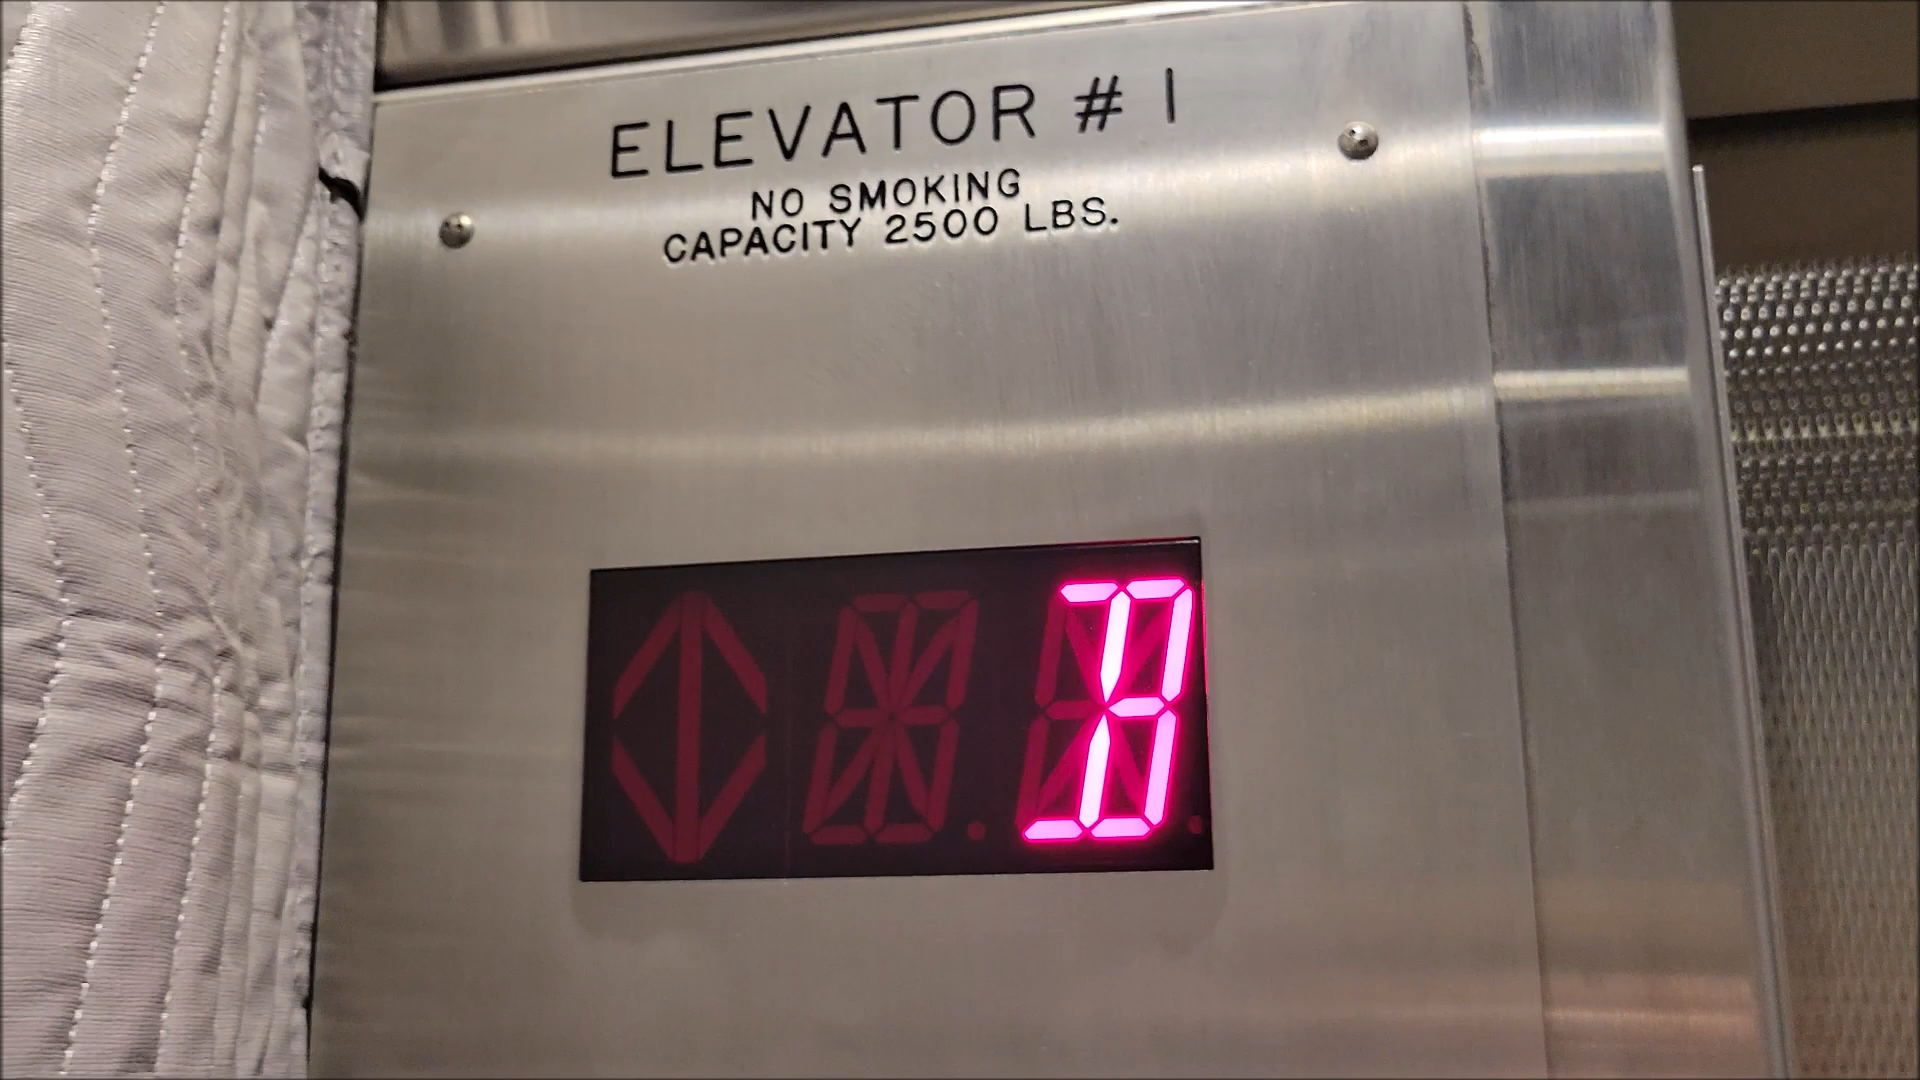 ELEVATOR # 1
NO SMOKING
CAPACITY 2500 LBS.
B